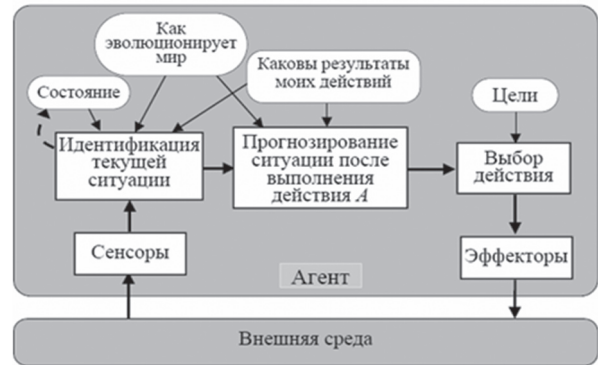 Как
эволюционирует
мир
Каковы результаты
моих действий
Состояние
Цели
Идентификация
текущей
ситуации
Прогнозирование
ситуации после
выполнения
действия A
Выбор
действия
Сенсоры
Эффекторы
Агент
Внешняя среда